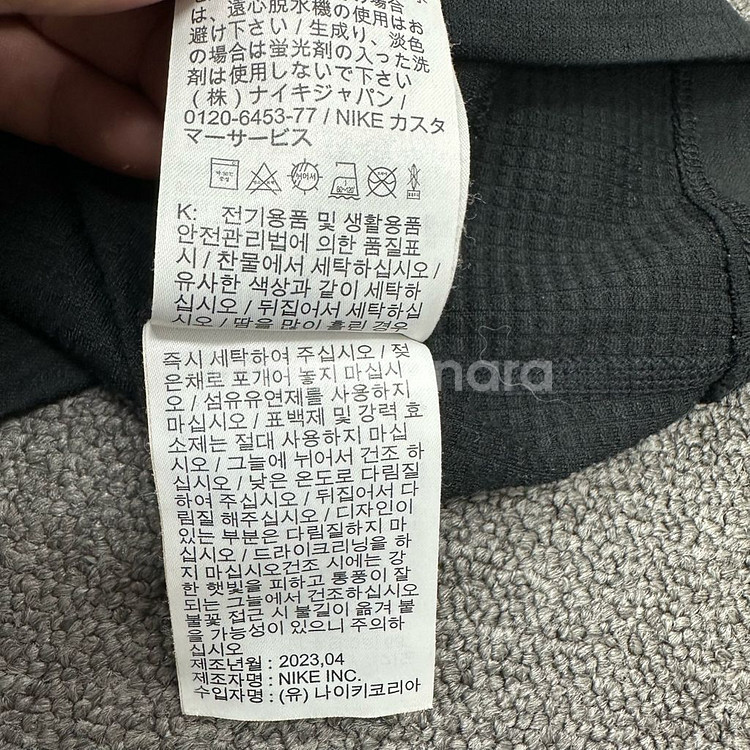 は、遠心脱水機の使用はお
避け下さい / 生成り、淡色
の場合は蛍光剤の入った洗
剤は使用しないで下さい
(株) ナイキジャパン /
0120-6453-77 / NIKE カスタ
マーサービス
K: 전기용품 및 생활용품
안전관리법에 의한 품질표
시 / 찬물에서 세탁하십시오 /
유사한 색상과 같이 세탁하
십시오 / 뒤집어서 세탁하십
시오 / 땀을 많이 흘린 경우
즉시 세탁하여 주십시오 / 젖
은채로 포개어 놓지 마십시
오 / 섬유유연제를 사용하지
마십시오 / 표백제 및 강력 효
소제는 절대 사용하지 마십
시오 / 그늘에 뉘어서 건조 하
십시오 / 낮은 온도로 다림질
하여 주십시오 / 뒤집어서 다
림질 해주십시오 / 디자인이
있는 부분은 다림질하지 마
십시오 / 드라이크리닝을 하
지 마십시오건조 시에는 강
한 햇빛을 피하고 통풍이 잘
되는 그늘에서 건조하십시오
불꽃 접근 시 불길이 옮겨 붙
을 가능성이 있으니 주의하
십시오
제조년월 : 2023,04
제조자명 : NIKE INC.
수입자명 : (유) 나이키코리아